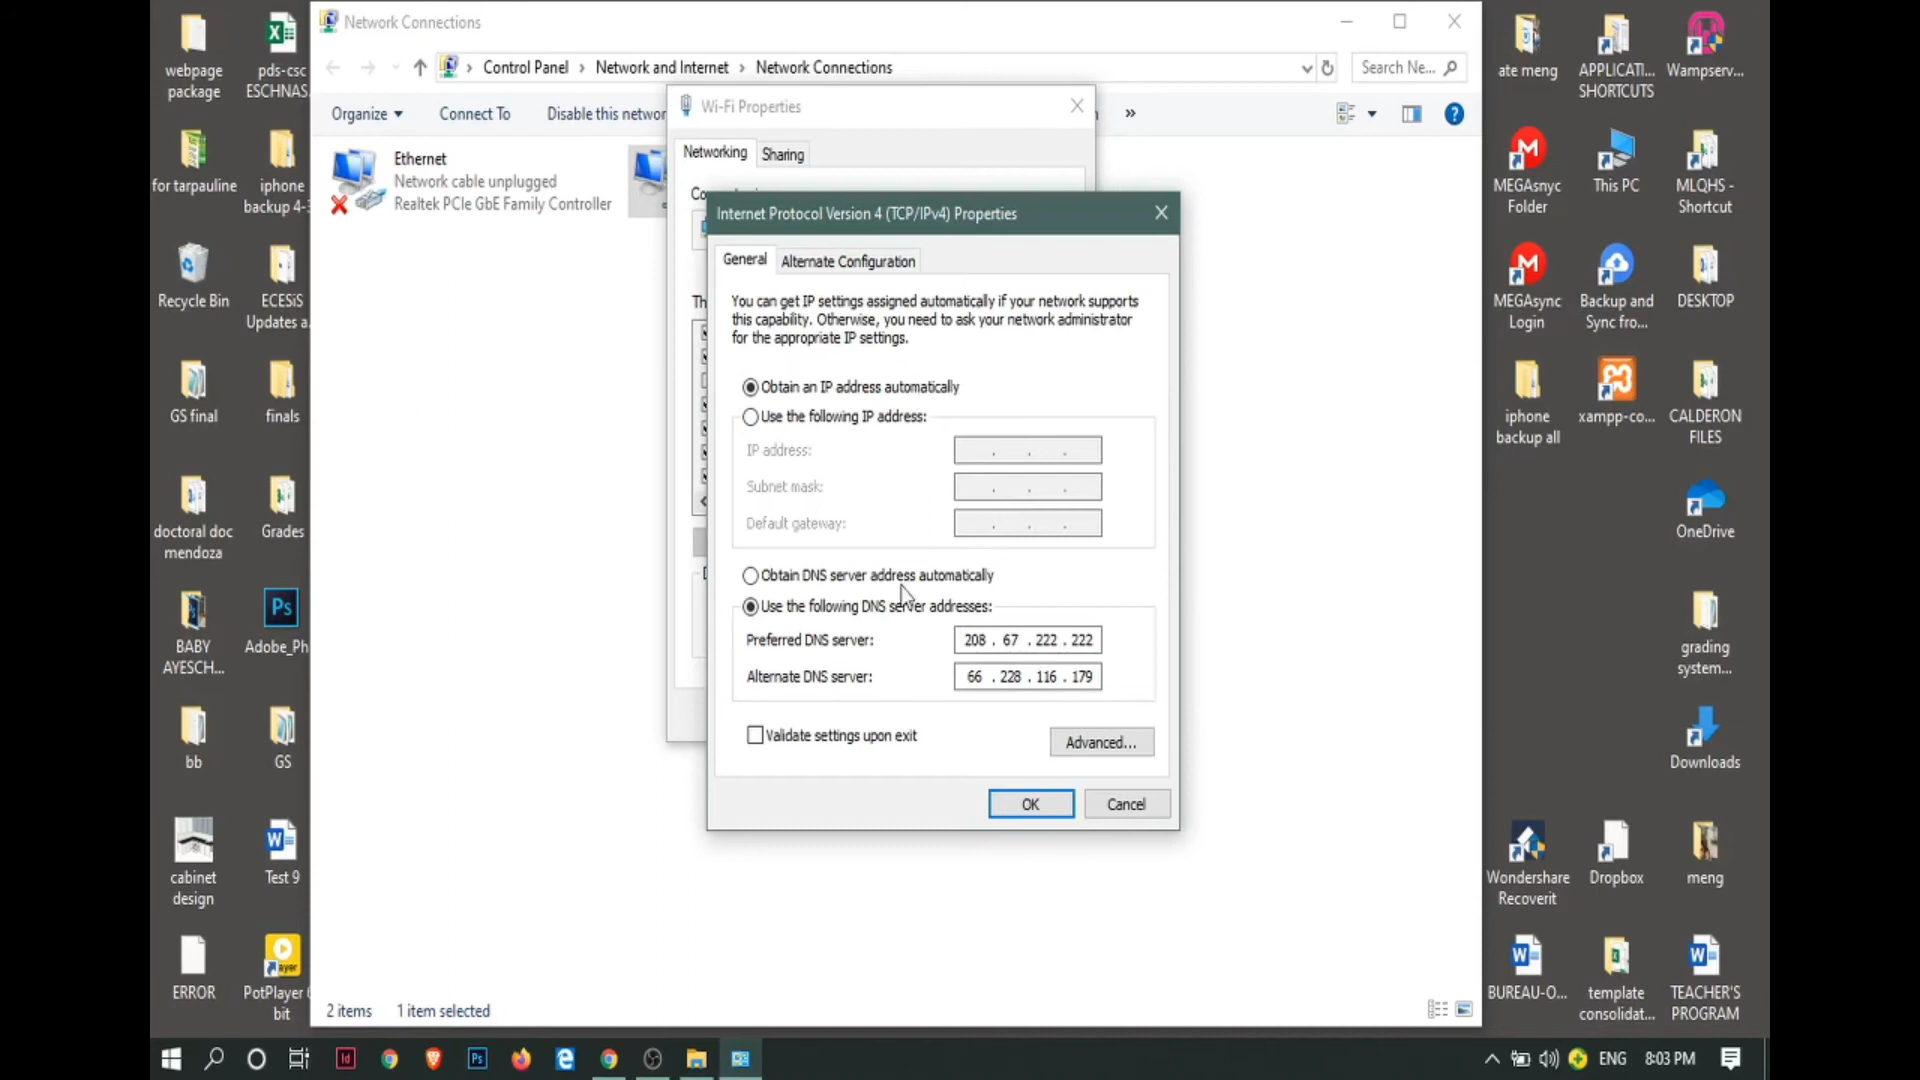 webpage
package
pds-csc
ESCHNAS.
for tarpauline
iphone
backup 4-3
Recycle Bin
ECESiS
Updates a.
GS final
finals
doctoral doc
mendoza
Grades
BABY
AYESCH...
Adobe_Ph
bb
GS
cabinet
design
Test 9
ERROR
PotPlayer 6
bit
Network Connections
Control Panel > Network and Internet > Network Connections
Search Ne...
Organize
Connect To
Disable this networ
»
Ethernet
Network cable unplugged
Realtek PCIe GbE Family Controller
Wi-Fi Properties
Networking
Sharing
Co
Th
Internet Protocol Version 4 (TCP/IPv4) Properties
General
Alternate Configuration
You can get IP settings assigned automatically if your network supports
this capability. Otherwise, you need to ask your network administrator
for the appropriate IP settings.
Obtain an IP address automatically
Use the following IP address:
IP address: . . .
Subnet mask: . . .
Default gateway: . . .
Obtain DNS server address automatically
Use the following DNS server addresses:
Preferred DNS server: 208 . 67 . 222 . 222
Alternate DNS server: 66 . 228 . 116 . 179
Validate settings upon exit
Advanced...
OK
Cancel
2 items
1 item selected
ate meng
APPLICATI...
SHORTCUTS
Wampserv...
MEGAsnyc
Folder
This PC
MLQHS -
Shortcut
MEGAsync
Login
Backup and
Sync fro...
DESKTOP
iphone
backup all
xampp-co...
CALDERON
FILES
OneDrive
grading
system...
Downloads
Wondershare
Recoverit
Dropbox
meng
BUREAU-O...
template
consolidat...
TEACHER'S
PROGRAM
ENG
8:03 PM